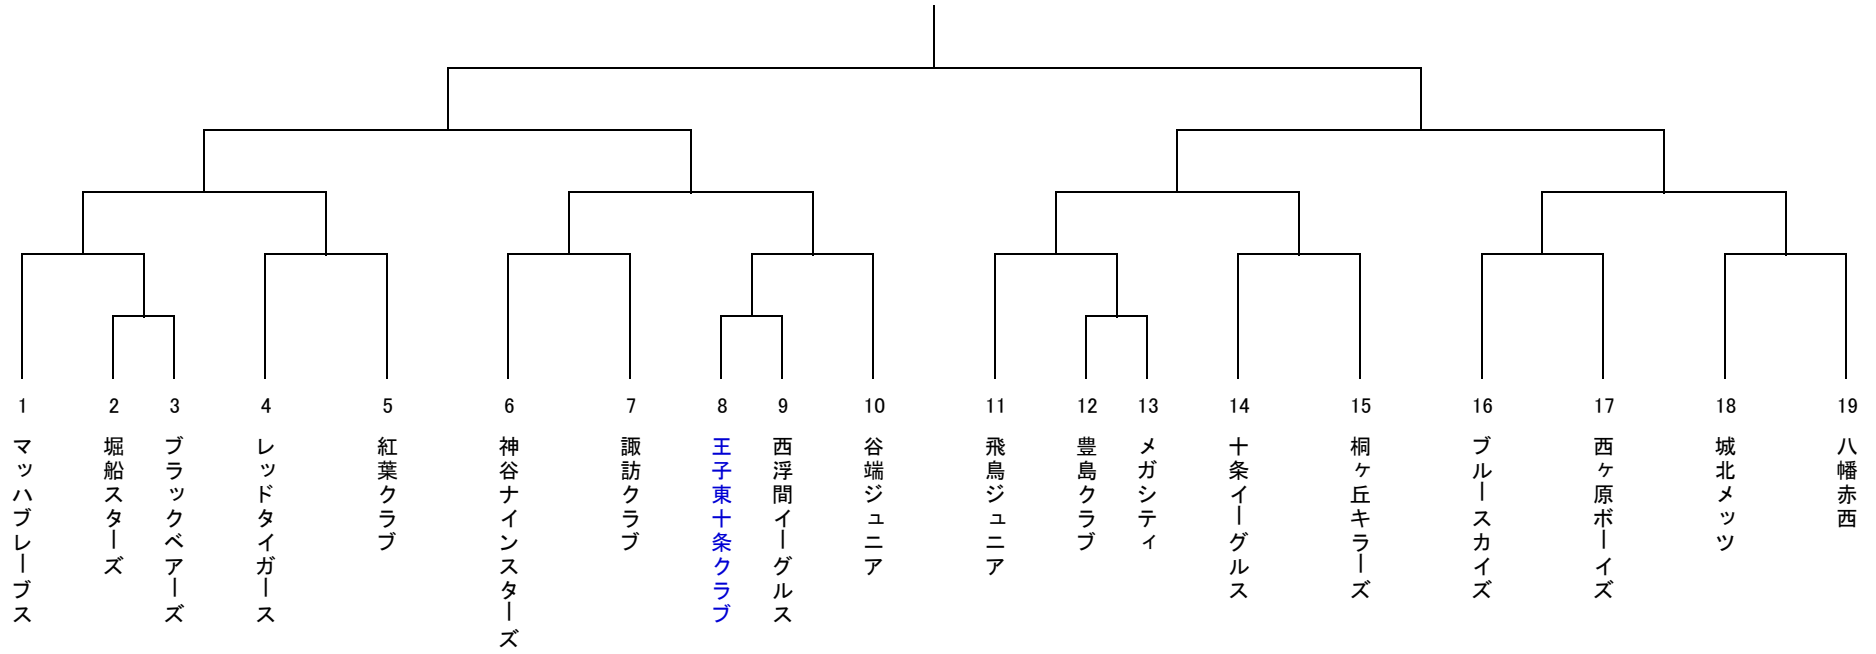 1
2
3
4
5
6
7
8
9
10
11
12
13
14
15
16
17
18
19
マッハブレーブス
堀船スターズ
ブラックベアーズ
レッドタイガース
紅葉クラブ
神谷ナインスターズ
諏訪クラブ
王子東十条クラブ
西浮間イーグルス
谷端ジュニア
飛鳥ジュニア
豊島クラブ
メガシティ
十条イーグルス
桐ヶ丘キラーズ
ブルースカイズ
西ヶ原ボーイズ
城北メッツ
八幡赤西